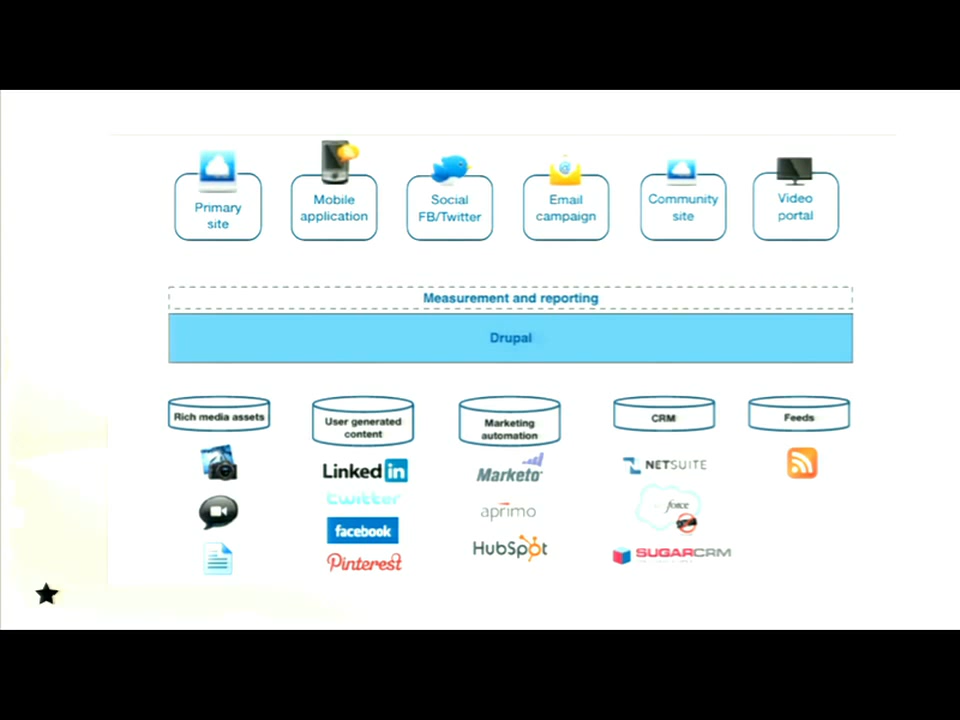 Primary
site
Mobile
application
Social
FB/Twitter
Email
campaign
Community
site
Video
portal
Measurement and reporting
Drupal
Rich media assets
User generated
content
Marketing
automation
CRM
Feeds
LinkedIn
twitter
facebook
Pinterest
Marketo
aprimo
HubSpot
NETSUITE
force
SUGARCRM